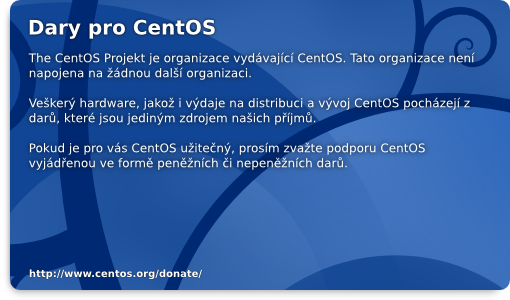 Dary pro CentOS
The CentOS Projekt je organizace vydávající CentOS. Tato organizace není
napojena na žádnou další organizaci.
Veškerý hardware, jakož i výdaje na distribuci a vývoj CentOS pocházejí z
darů, které jsou jediným zdrojem našich příjmů.
Pokud je pro vás CentOS užitečný, prosím zvažte podporu CentOS
vyjádřenou ve formě peněžních či nepeněžních darů.
http://www.centos.org/donate/